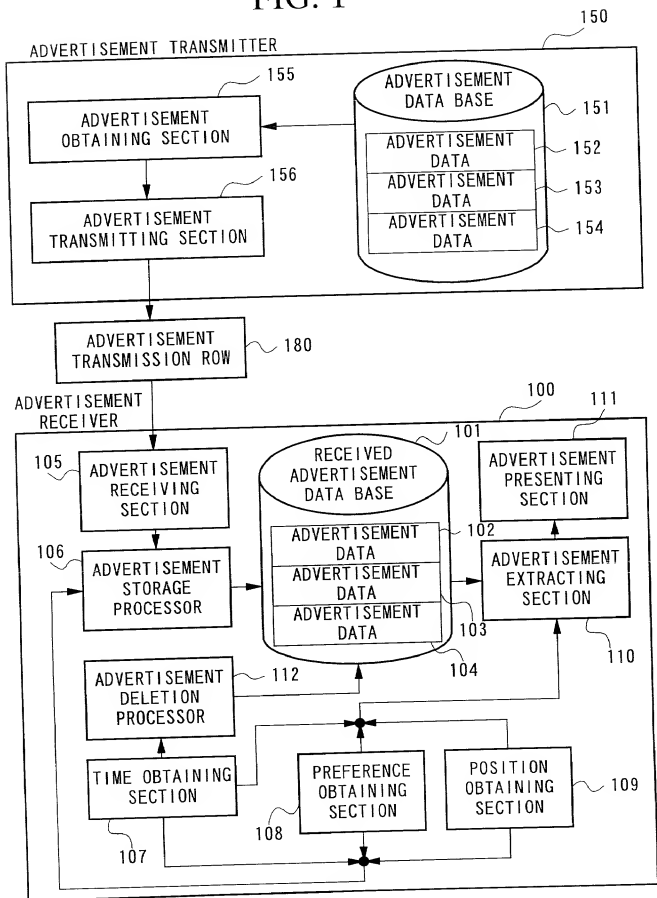 FIG. 1
ADVERTISEMENT TRANSMITTER
150
155
ADVERTISEMENT
OBTAINING SECTION
ADVERTISEMENT
DATA BASE
151
ADVERTISEMENT
DATA
152
156
ADVERTISEMENT
DATA
153
ADVERTISEMENT
TRANSMITTING SECTION
ADVERTISEMENT
DATA
154
ADVERTISEMENT
TRANSMISSION ROW
180
ADVERTISEMENT
RECEIVER
100
111
101
105
ADVERTISEMENT
RECEIVING
SECTION
RECEIVED
ADVERTISEMENT
DATA BASE
ADVERTISEMENT
PRESENTING
SECTION
106
102
ADVERTISEMENT
STORAGE
PROCESSOR
ADVERTISEMENT
DATA
ADVERTISEMENT
DATA
ADVERTISEMENT
DATA
103
104
ADVERTISEMENT
EXTRACTING
SECTION
110
112
ADVERTISEMENT
DELETION
PROCESSOR
TIME OBTAINING
SECTION
107
PREFERENCE
OBTAINING
SECTION
108
POSITION
OBTAINING
SECTION
109